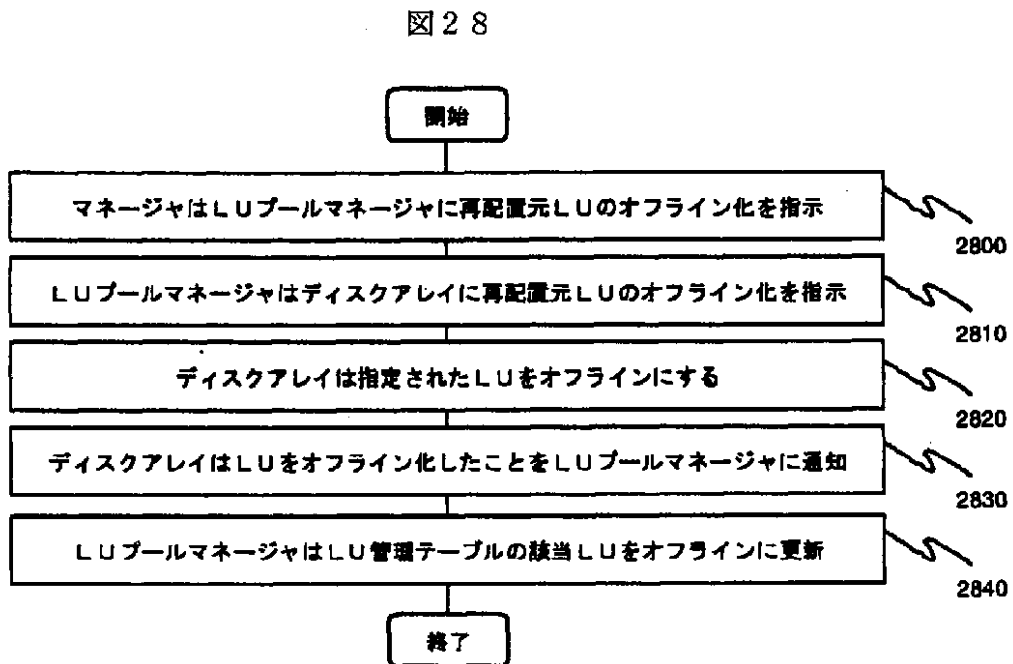 図28
開始
マネージャはLUプールマネージャに再配置元LUのオフライン化を指示
2800
LUプールマネージャはディスクアレイに再配置元LUのオフライン化を指示
2810
ディスクアレイは指定されたLUをオフラインにする
2820
ディスクアレイはLUをオフライン化したことをLUプールマネージャに通知
2830
LUプールマネージャはLU管理テーブルの該当LUをオフラインに更新
2840
終了